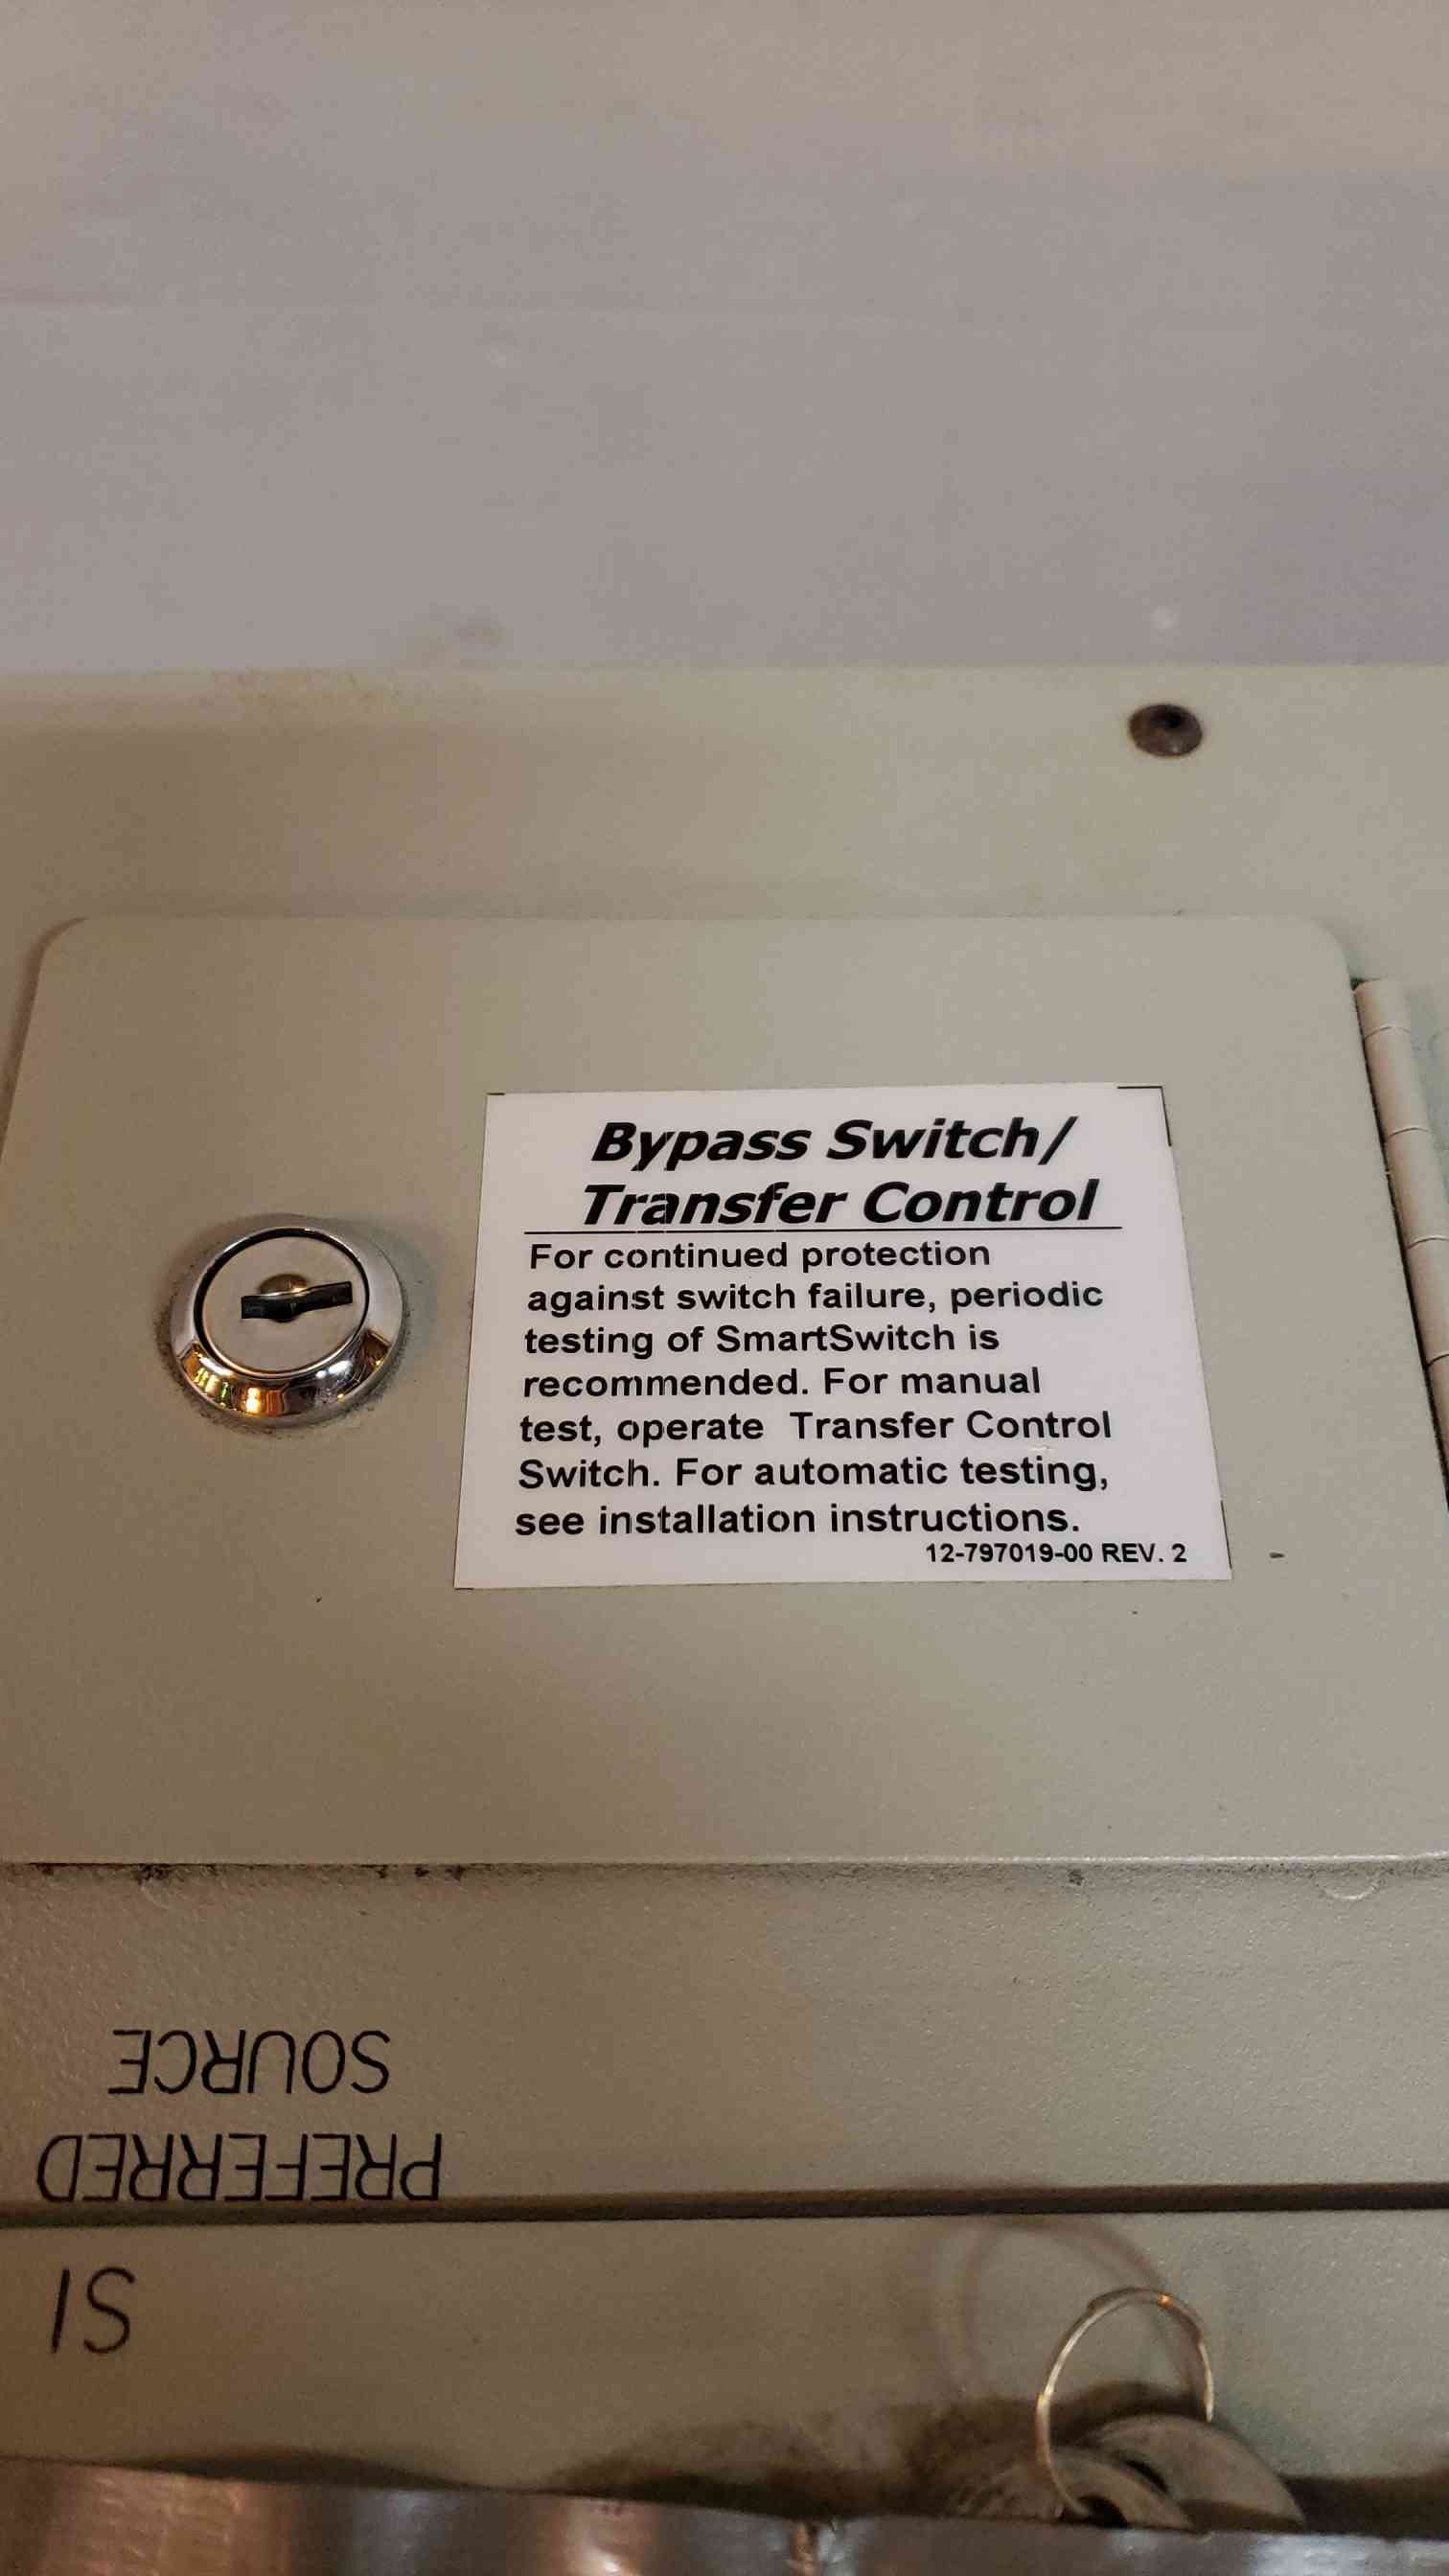 Bypass Switch/
Transfer Control
For continued protection
against switch failure, periodic
testing of SmartSwitch is
recommended. For manual
test, operate Transfer Control
Switch. For automatic testing,
see installation instructions.
12-797019-00 REV. 2
SI
PREFERRED
SOURCE